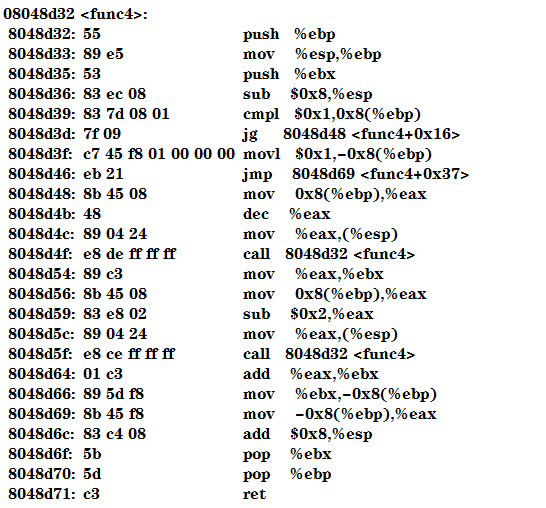 08048d32 <func4>:
8048d32: 55 push %ebp
8048d33: 89 e5 mov %esp,%ebp
8048d35: 53 push %ebx
8048d36: 83 ec 08 sub $0x8,%esp
8048d39: 83 7d 08 01 cmpl $0x1,0x8(%ebp)
8048d3d: 7f 09 jg 8048d48 <func4+0x16>
8048d3f: c7 45 f8 01 00 00 00 movl $0x1,−0x8(%ebp)
8048d46: eb 21 jmp 8048d69 <func4+0x37>
8048d48: 8b 45 08 mov 0x8(%ebp),%eax
8048d4b: 48 dec %eax
8048d4c: 89 04 24 mov %eax,(%esp)
8048d4f: e8 de ff ff ff call 8048d32 <func4>
8048d54: 89 c3 mov %eax,%ebx
8048d56: 8b 45 08 mov 0x8(%ebp),%eax
8048d59: 83 e8 02 sub $0x2,%eax
8048d5c: 89 04 24 mov %eax,(%esp)
8048d5f: e8 ce ff ff ff call 8048d32 <func4>
8048d64: 01 c3 add %eax,%ebx
8048d66: 89 5d f8 mov %ebx,−0x8(%ebp)
8048d69: 8b 45 f8 mov −0x8(%ebp),%eax
8048d6c: 83 c4 08 add $0x8,%esp
8048d6f: 5b pop %ebx
8048d70: 5d pop %ebp
8048d71: c3 ret